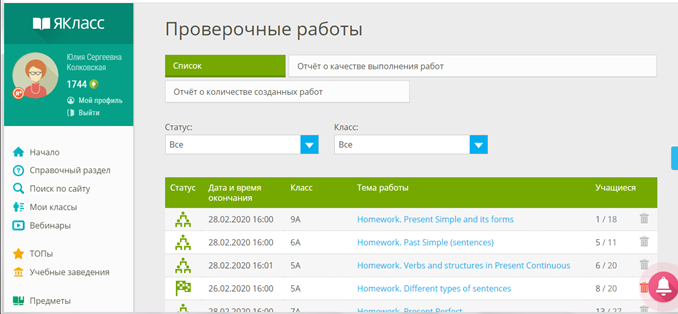 ЯКласс
Юлия Сергеевна
Колковская
1744
Мой профиль
Выйти
Начало
Справочный раздел
Поиск по сайту
Мои классы
Вебинары
ТОПы
Учебные заведения
Предметы
Проверочные работы
Список
Отчёт о качестве выполнения работ
Отчёт о количестве созданных работ
Статус: Класс:
Все Все
Статус Дата и время окончания Класс Тема работы Учащиеся
28.02.2020 16:00 9А Homework. Present Simple and its forms 1 / 18
28.02.2020 16:00 6А Homework. Past Simple (sentences) 5 / 11
28.02.2020 16:01 5А Homework. Verbs and structures in Present Continuous 6 / 20
26.02.2020 16:00 5А Homework. Different types of sentences 8 / 20
28.02.2020 16:00 7А Homework. Present Perfect 13 / 27